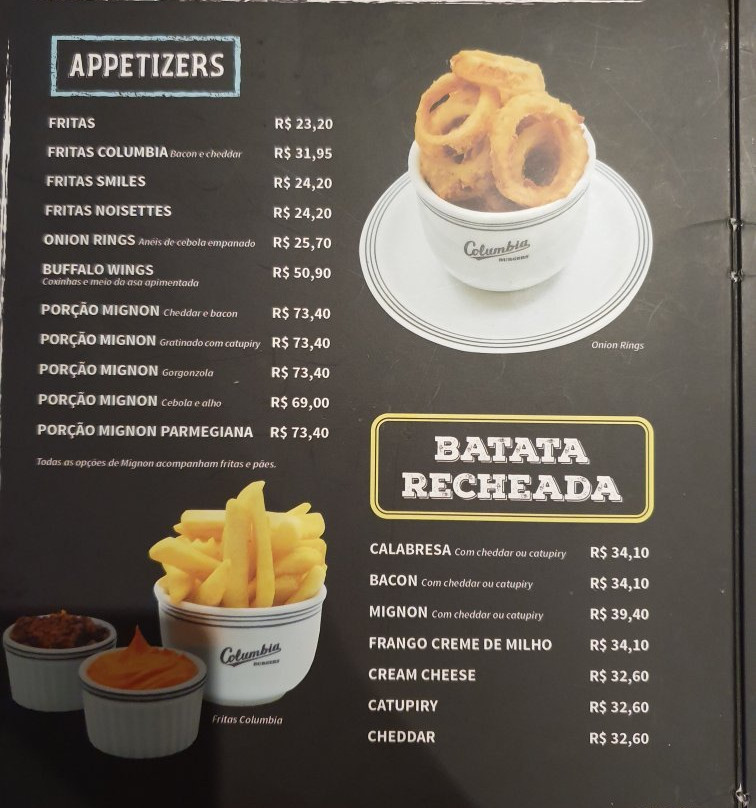 APPETIZERS
FRITAS R$ 23,20
FRITAS COLUMBIA Bacon e cheddar R$ 31,95
FRITAS SMILES R$ 24,20
FRITAS NOISETTES R$ 24,20
ONION RINGS Anéis de cebola empanado R$ 25,70
BUFFALO WINGS R$ 50,90
Coxinhas e meio da asa apimentada
PORÇÃO MIGNON Cheddar e bacon R$ 73,40
PORÇÃO MIGNON Gratinado com catupiry R$ 73,40
PORÇÃO MIGNON Gorgonzola R$ 73,40
PORÇÃO MIGNON Cebola e alho R$ 69,00
PORÇÃO MIGNON PARMEGIANA R$ 73,40
Todas as opções de Mignon acompanham fritas e pães.
Columbia
BURGERS
Fritas Columbia
Columbia
BURGERS
Onion Rings
BATATA
RECHEADA
CALABRESA Com cheddar ou catupiry R$ 34,10
BACON Com cheddar ou catupiry R$ 34,10
MIGNON Com cheddar ou catupiry R$ 39,40
FRANGO CREME DE MILHO R$ 34,10
CREAM CHEESE R$ 32,60
CATUPIRY R$ 32,60
CHEDDAR R$ 32,60